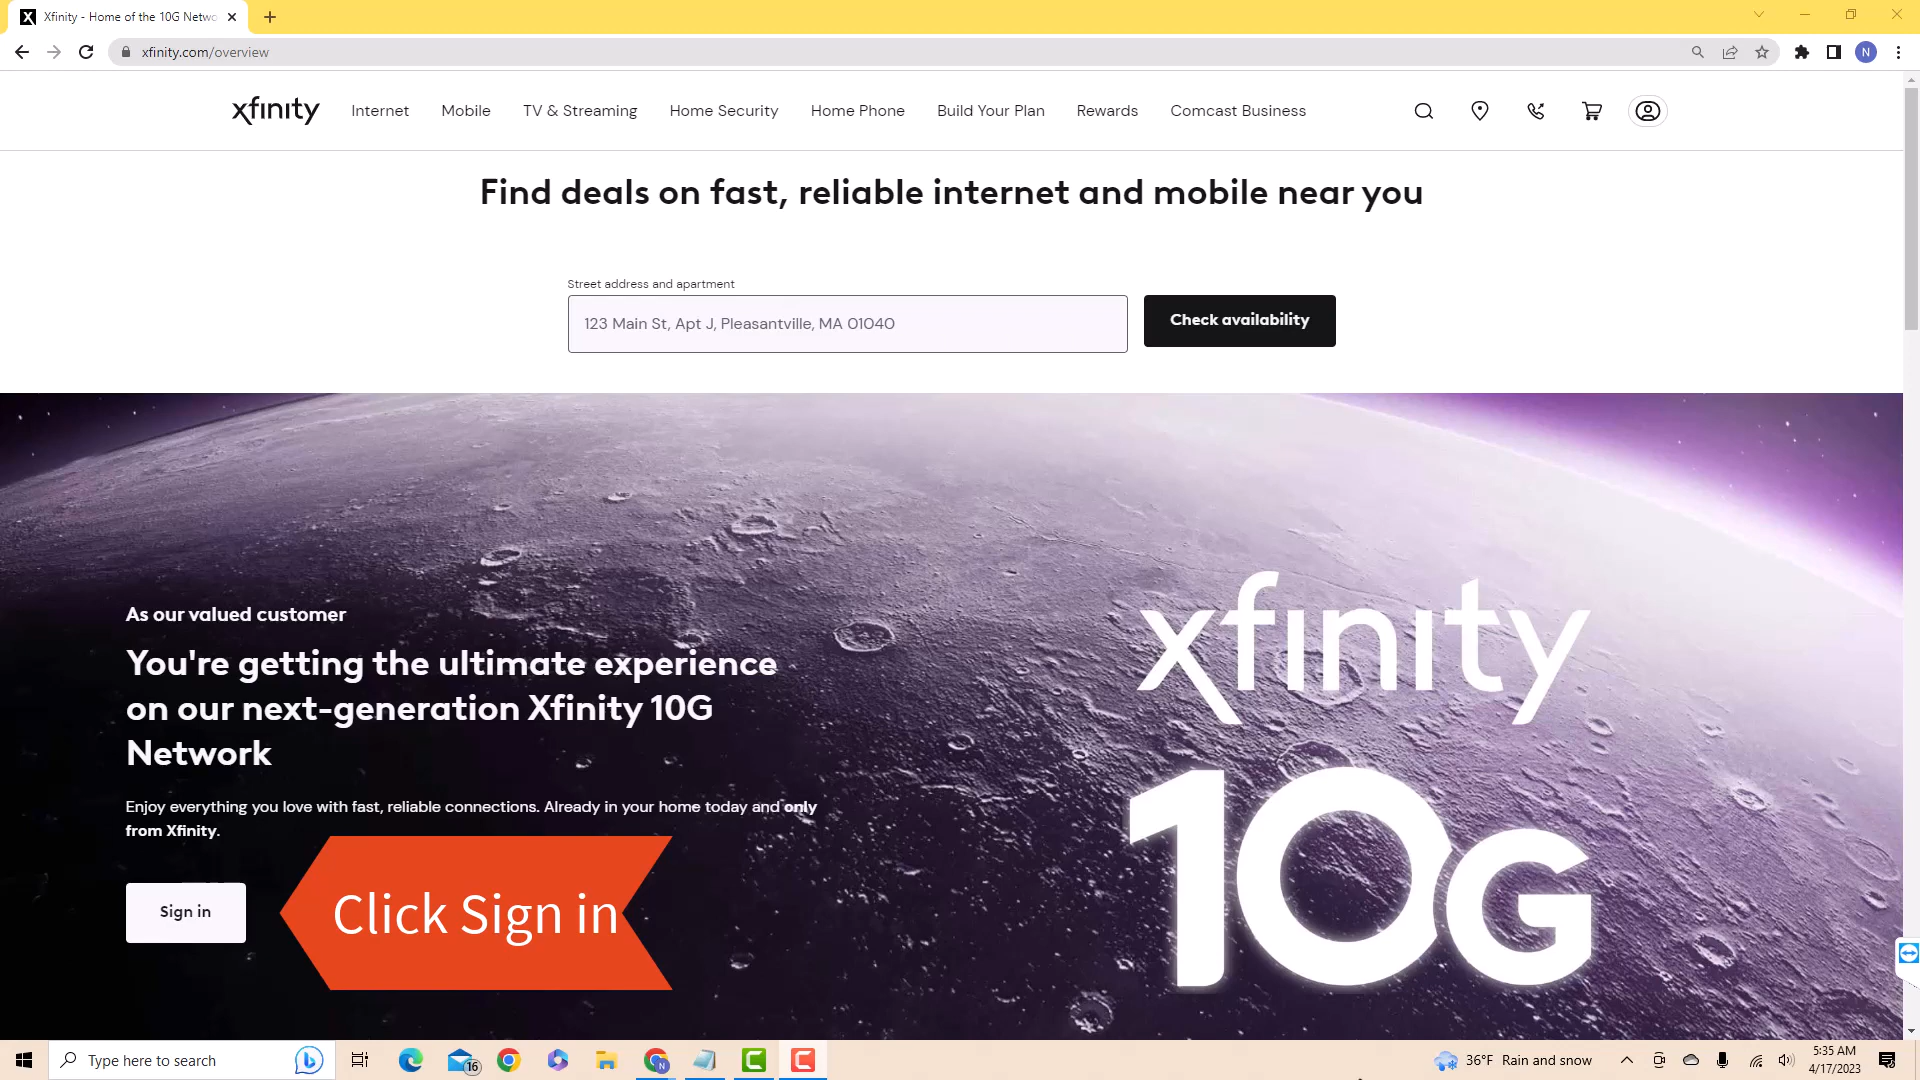 Xfinity - Home of the 10G Netwo
xfinity.com/overview
N
xfinity
Internet
Mobile
TV & Streaming
Home Security
Home Phone
Build Your Plan
Rewards
Comcast Business
Find deals on fast, reliable internet and mobile near you
Street address and apartment
123 Main St, Apt J, Pleasantville, MA 01040
Check availability
As our valued customer
You're getting the ultimate experience
on our next-generation Xfinity 10G
Network
Enjoy everything you love with fast, reliable connections. Already in your home today and only
from Xfinity.
Sign in
Click Sign in
xfinity
10G
Type here to search
16
N
36°F Rain and snow
5:35 AM
4/17/2023